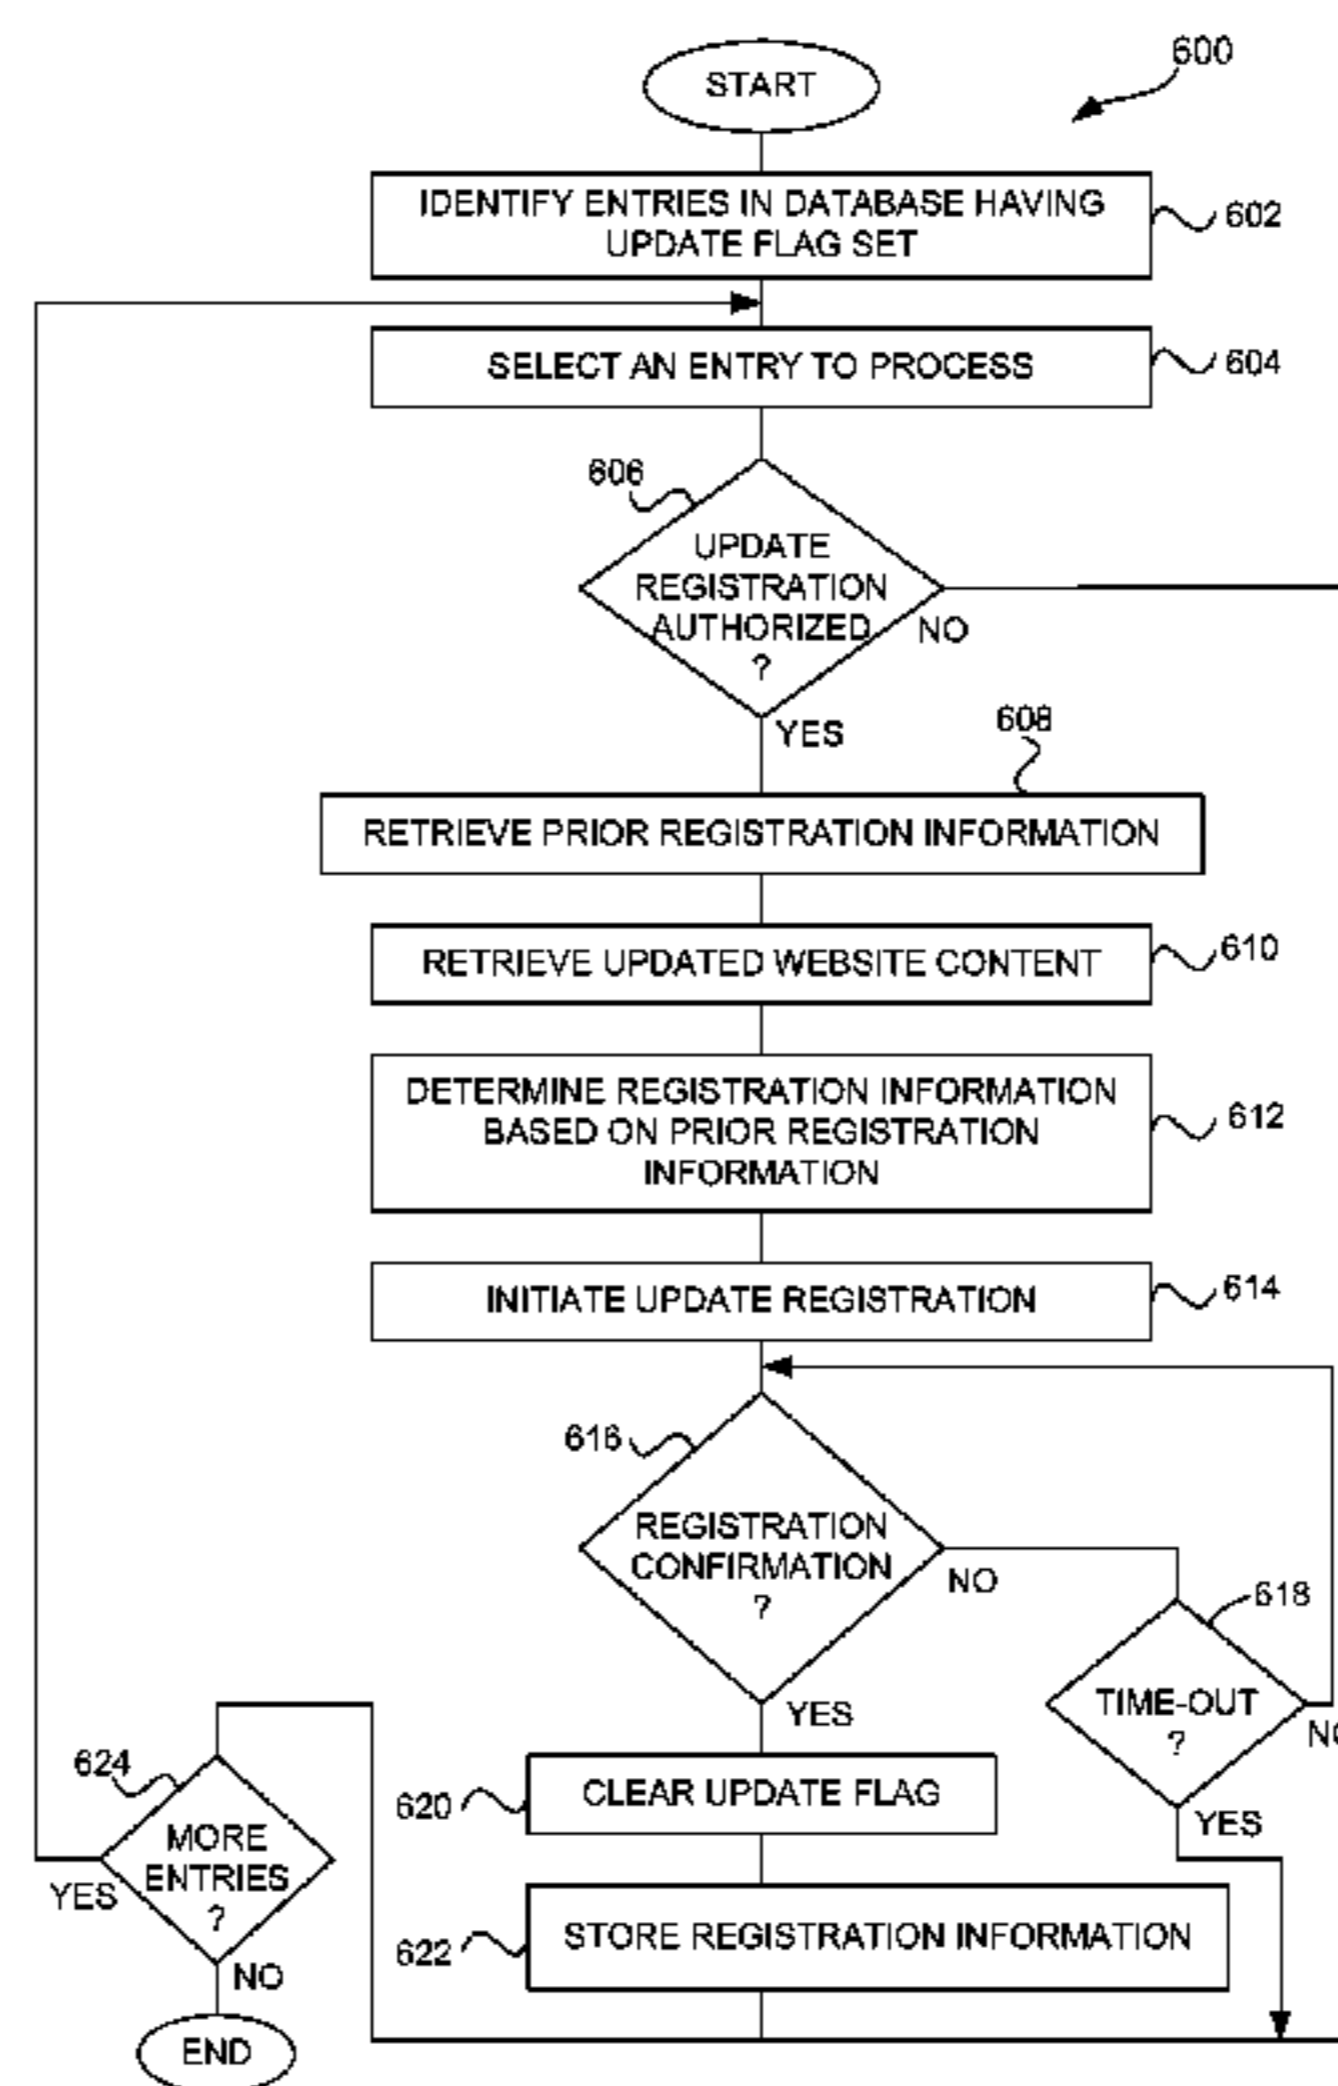 START
600
IDENTIFY ENTRIES IN DATABASE HAVING
UPDATE FLAG SET
602
SELECT AN ENTRY TO PROCESS
604
606
UPDATE
REGISTRATION
AUTHORIZED
?
NO
YES
608
RETRIEVE PRIOR REGISTRATION INFORMATION
RETRIEVE UPDATED WEBSITE CONTENT
610
DETERMINE REGISTRATION INFORMATION
BASED ON PRIOR REGISTRATION
INFORMATION
612
INITIATE UPDATE REGISTRATION
614
616
REGISTRATION
CONFIRMATION
?
NO
618
TIME-OUT
?
NO
YES
YES
CLEAR UPDATE FLAG
620
STORE REGISTRATION INFORMATION
622
624
MORE
ENTRIES
?
YES
NO
END